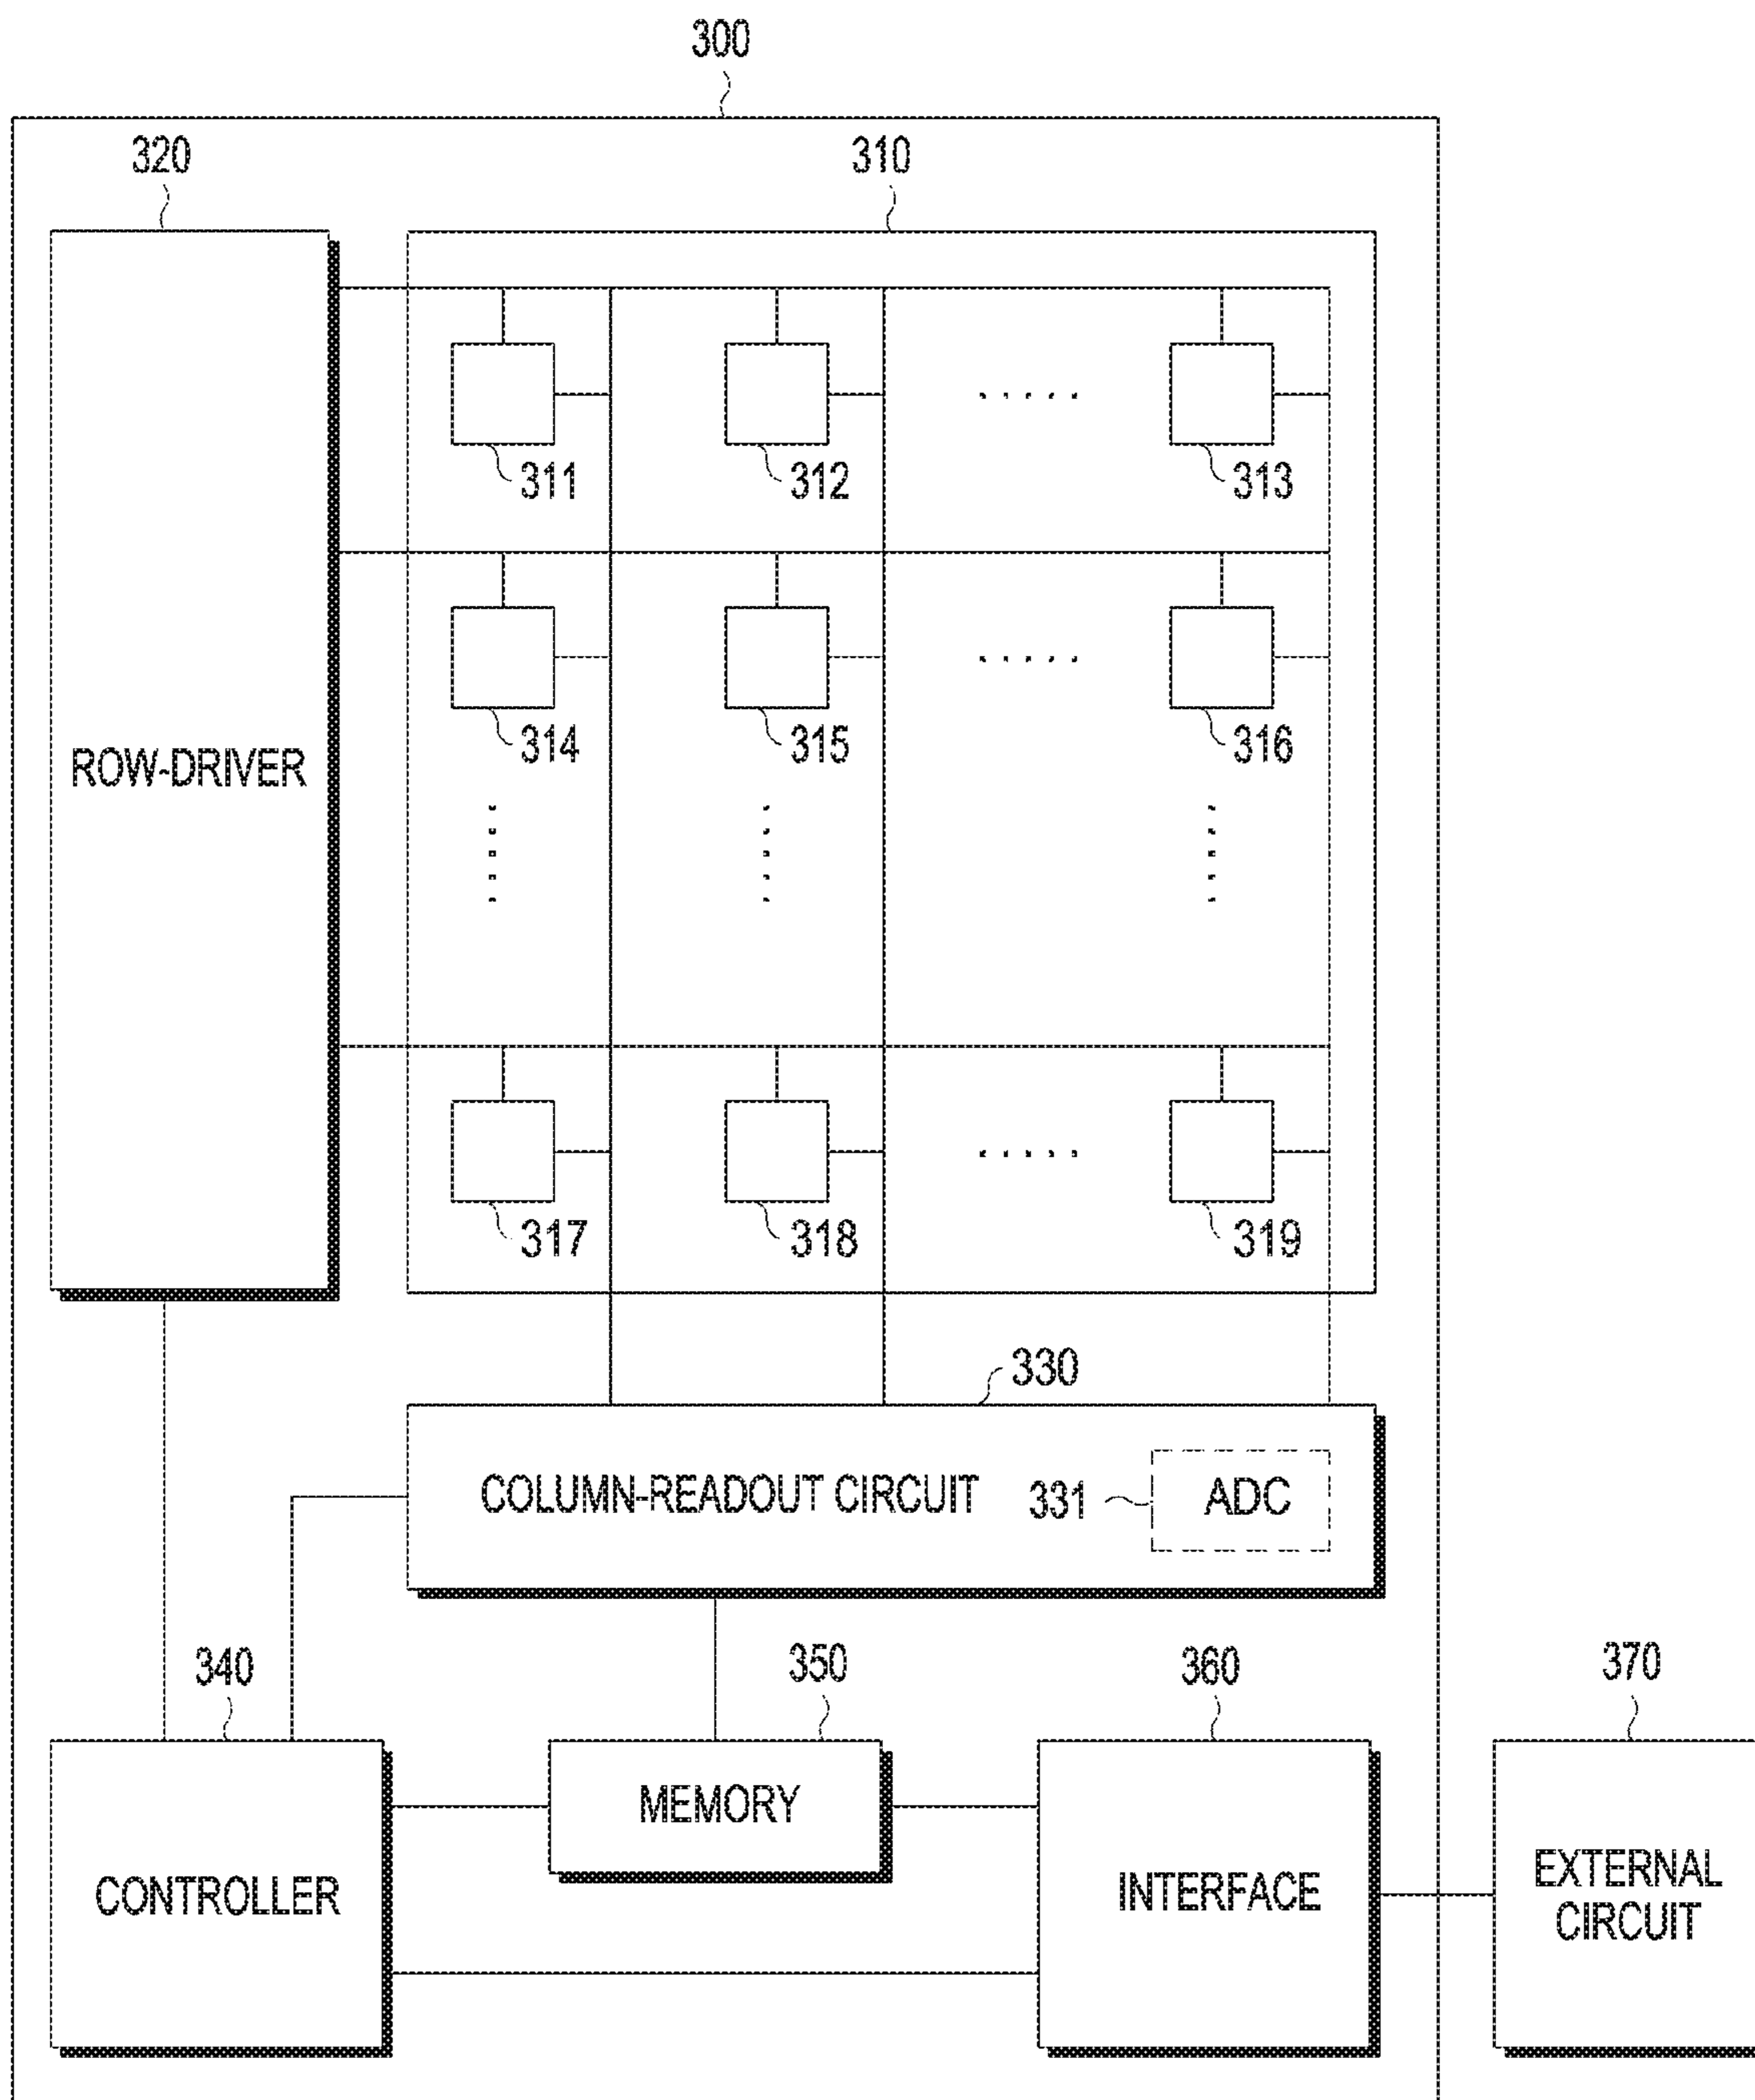 300
320
310
311
312
313
ROW-DRIVER
314
315
316
317
318
319
330
COLUMN-READOUT CIRCUIT
331
ADC
340
350
360
370
CONTROLLER
MEMORY
INTERFACE
EXTERNAL
CIRCUIT